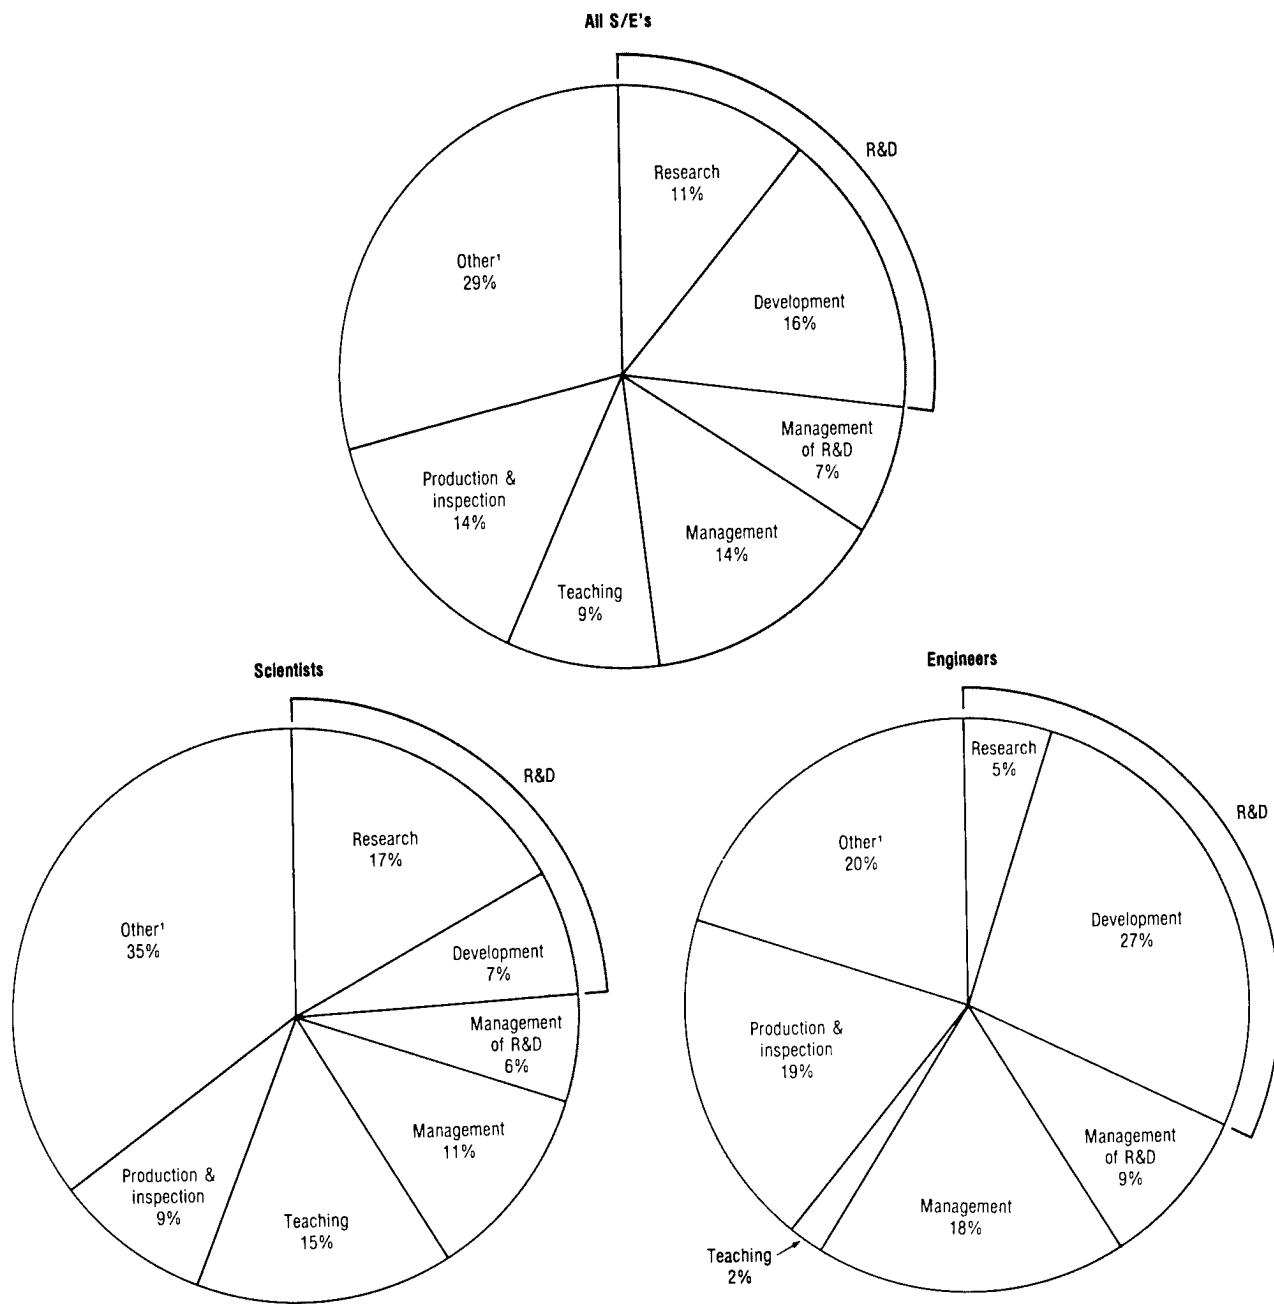 All S/E's
R&D
Research
11%
Other¹
29%
Development
16%
Management
of R&D
7%
Production &
inspection
14%
Management
14%
Teaching
9%
Scientists
R&D
Research
17%
Other¹
35%
Development
7%
Management
of R&D
6%
Management
11%
Production &
inspection
9%
Teaching
15%
Engineers
R&D
Research
5%
Other¹
20%
Development
27%
Production &
inspection
19%
Management
of R&D
9%
Management
18%
Teaching
2%